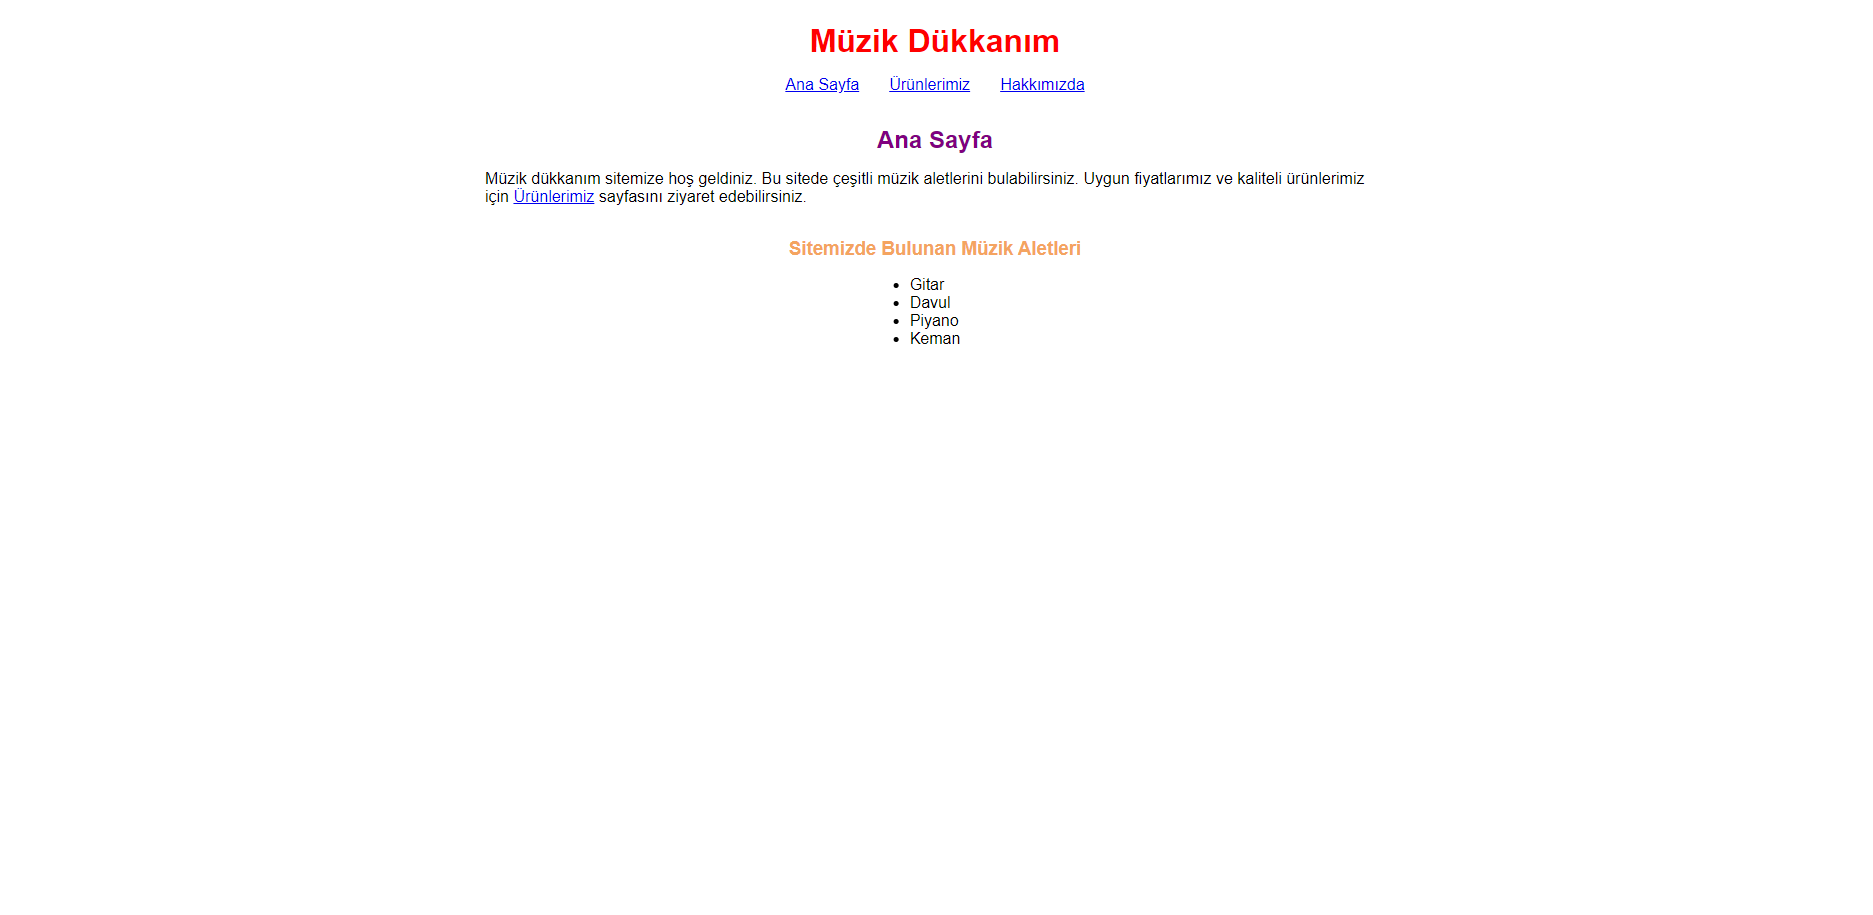 Müzik Dükkanım
Ana Sayfa Ürünlerimiz Hakkımızda
Ana Sayfa
Müzik dükkanım sitemize hoş geldiniz. Bu sitede çeşitli müzik aletlerini bulabilirsiniz. Uygun fiyatlarımız ve kaliteli ürünlerimiz
için Ürünlerimiz sayfasını ziyaret edebilirsiniz.
Sitemizde Bulunan Müzik Aletleri
• Gitar
• Davul
• Piyano
• Keman